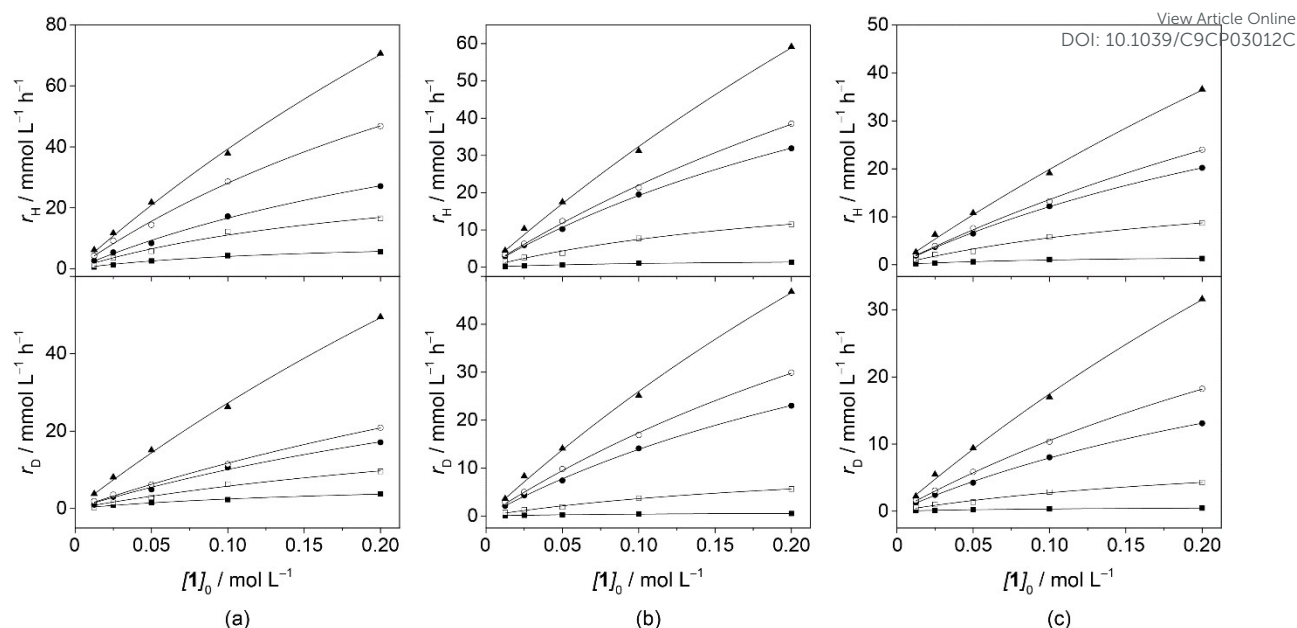 View Article Online
DOI: 10.1039/C9CP03012C
80
60
40
20
0
r_H / mmol L⁻¹ h⁻¹
60
50
40
30
20
10
0
r_H / mmol L⁻¹ h⁻¹
50
40
30
20
10
0
r_H / mmol L⁻¹ h⁻¹
40
20
0
r_D / mmol L⁻¹ h⁻¹
40
30
20
10
0
r_D / mmol L⁻¹ h⁻¹
30
20
10
0
r_D / mmol L⁻¹ h⁻¹
0 0.05 0.10 0.15 0.20
0 0.05 0.10 0.15 0.20
0 0.05 0.10 0.15 0.20
[1]₀ / mol L⁻¹
[1]₀ / mol L⁻¹
[1]₀ / mol L⁻¹
(a)
(b)
(c)